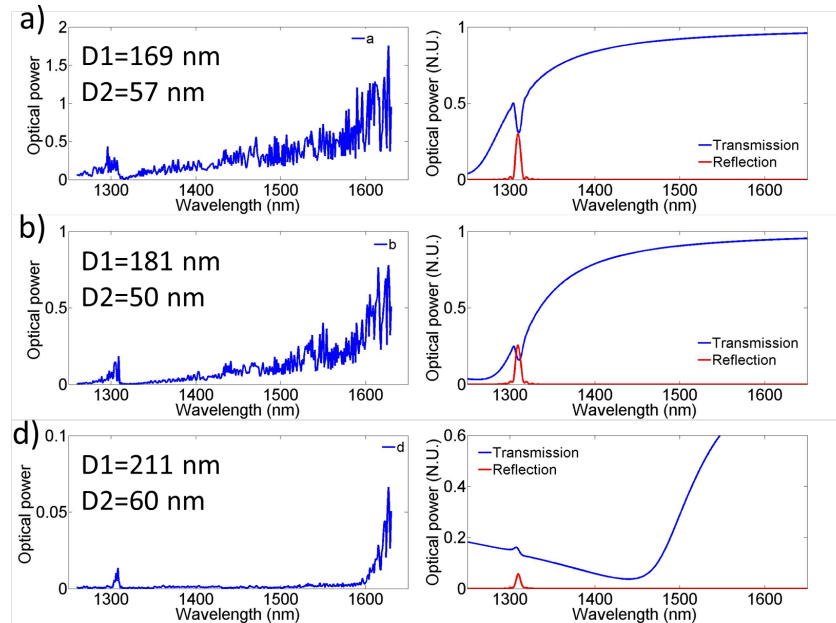 a)
D1=169 nm
D2=57 nm
a
Optical power
2
1.5
1
0.5
0
1300
1400
1500
1600
Wavelength (nm)
Optical power (N.U.)
1
0.5
0
Transmission
Reflection
1300
1400
1500
1600
Wavelength (nm)
b)
D1=181 nm
D2=50 nm
b
Optical power
1
0.5
0
1300
1400
1500
1600
Wavelength (nm)
Optical power (N.U.)
1
0.5
0
Transmission
Reflection
1300
1400
1500
1600
Wavelength (nm)
d)
D1=211 nm
D2=60 nm
d
Optical power
0.1
0.05
0
1300
1400
1500
1600
Wavelength (nm)
Optical power (N.U.)
0.6
0.4
0.2
0
Transmission
Reflection
1300
1400
1500
1600
Wavelength (nm)